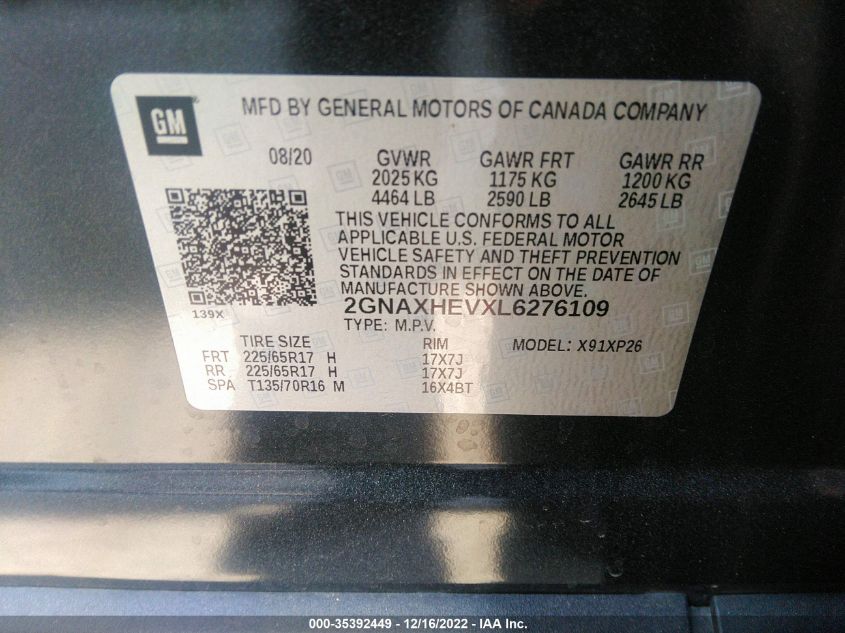 GM
MFD BY GENERAL MOTORS OF CANADA COMPANY
08/20 GVWR GAWR FRT GAWR RR
2025 KG 1175 KG 1200 KG
4464 LB 2590 LB 2645 LB
THIS VEHICLE CONFORMS TO ALL
APPLICABLE U.S. FEDERAL MOTOR
VEHICLE SAFETY AND THEFT PREVENTION
STANDARDS IN EFFECT ON THE DATE OF
MANUFACTURE SHOWN ABOVE.
139X
2GNAXHEVXL6276109
TYPE: M.P.V.
TIRE SIZE RIM MODEL: X91XP26
FRT 225/65R17 H 17X7J
RR 225/65R17 H 17X7J
SPA T135/70R16 M 16X4BT
000-35392449 - 12/16/2022 - IAA Inc.